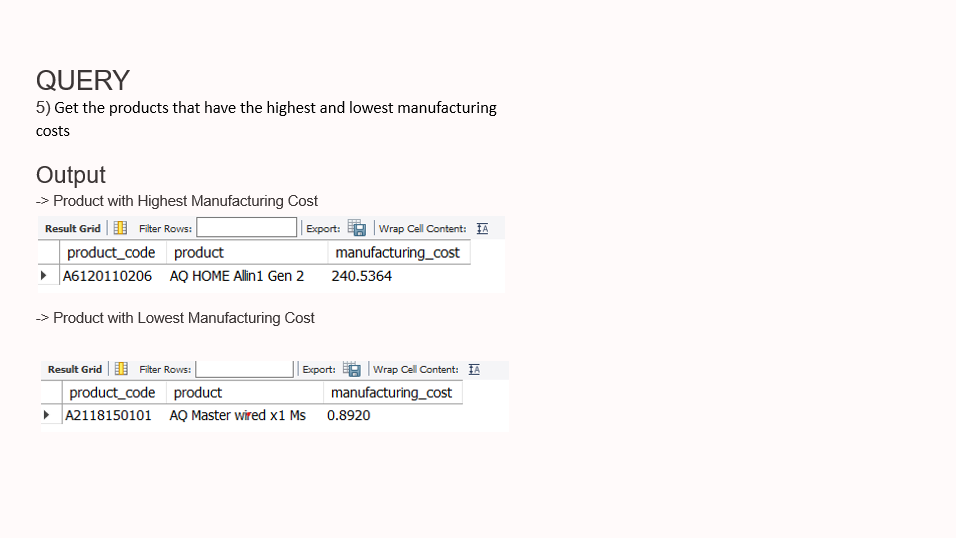 QUERY
5) Get the products that have the highest and lowest manufacturing
costs
Output
-> Product with Highest Manufacturing Cost
Result Grid Filter Rows: Export: Wrap Cell Content:
product_code product manufacturing_cost
A6120110206 AQ HOME Allin1 Gen 2 240.5364
-> Product with Lowest Manufacturing Cost
Result Grid Filter Rows: Export: Wrap Cell Content:
product_code product manufacturing_cost
A2118150101 AQ Master wired x1 Ms 0.8920